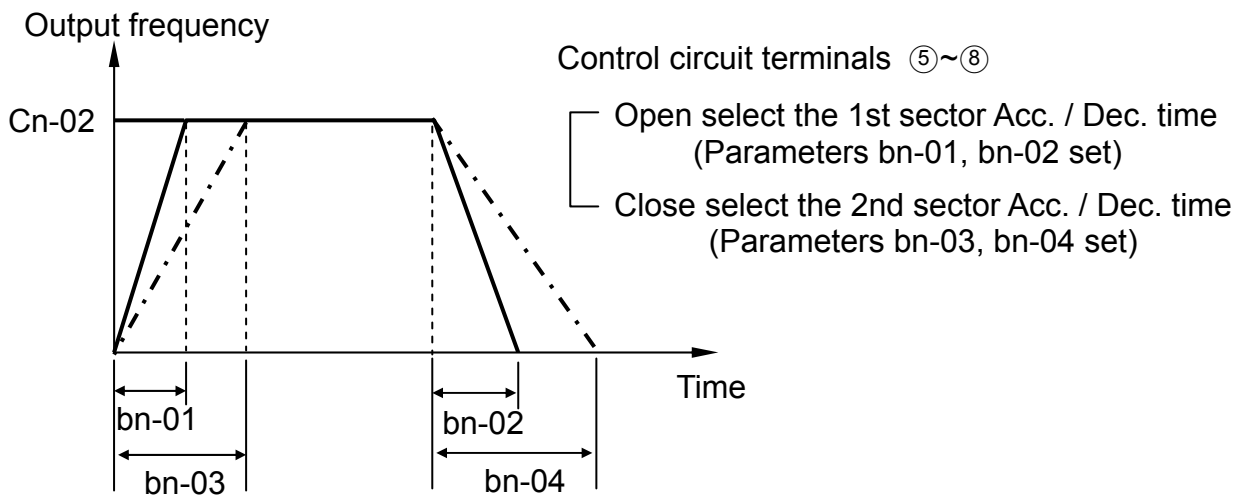 Output frequency
Control circuit terminals ⑤~⑧
Cn-02
Open select the 1st sector Acc. / Dec. time
(Parameters bn-01, bn-02 set)
Close select the 2nd sector Acc. / Dec. time
(Parameters bn-03, bn-04 set)
Time
bn-01
bn-02
bn-03
bn-04